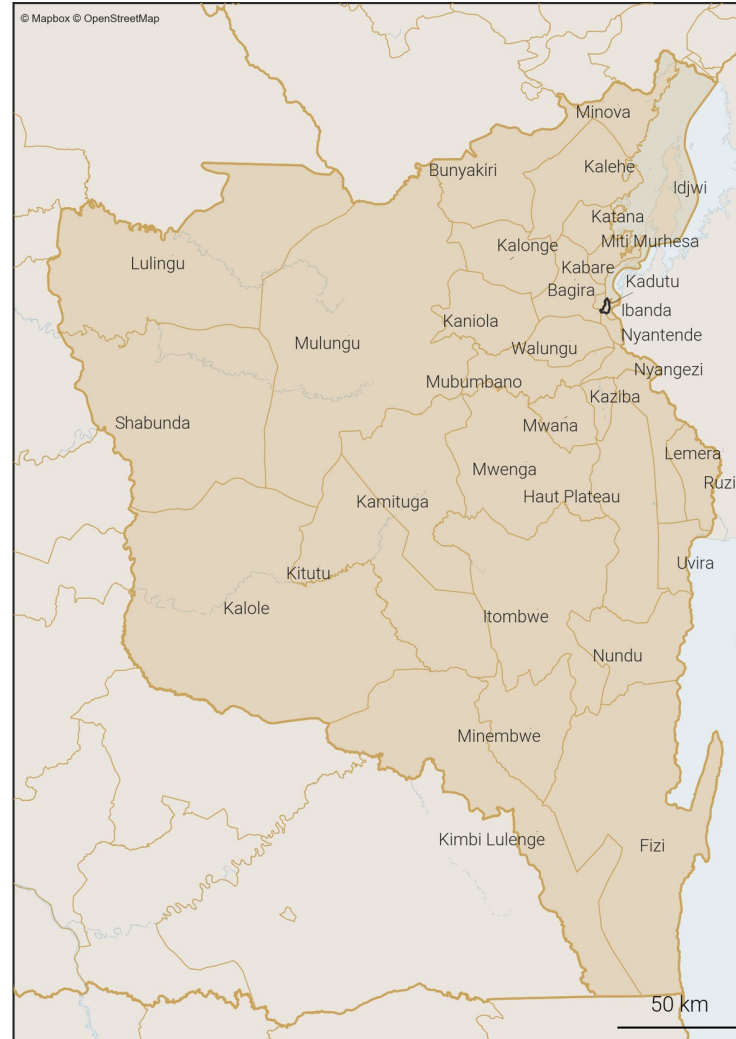 © Mapbox © OpenStreetMap
Minova
Bunyakiri
Kalehe
Idjwi
Katana
Miti Murhesa
Kalonge
Lulingu
Kabare
Kadutu
Bagira
Ibanda
Kaniola
Nyantende
Mulungu
Walungu
Nyangezi
Mubumbano
Kaziba
Shabunda
Mwana
Lemera
Mwenga
Ruzi
Kamituga
Haut Plateau
Uvira
Kitutu
Kalole
Itombwe
Nundu
Minembwe
Kimbi Lulenge
Fizi
50 km